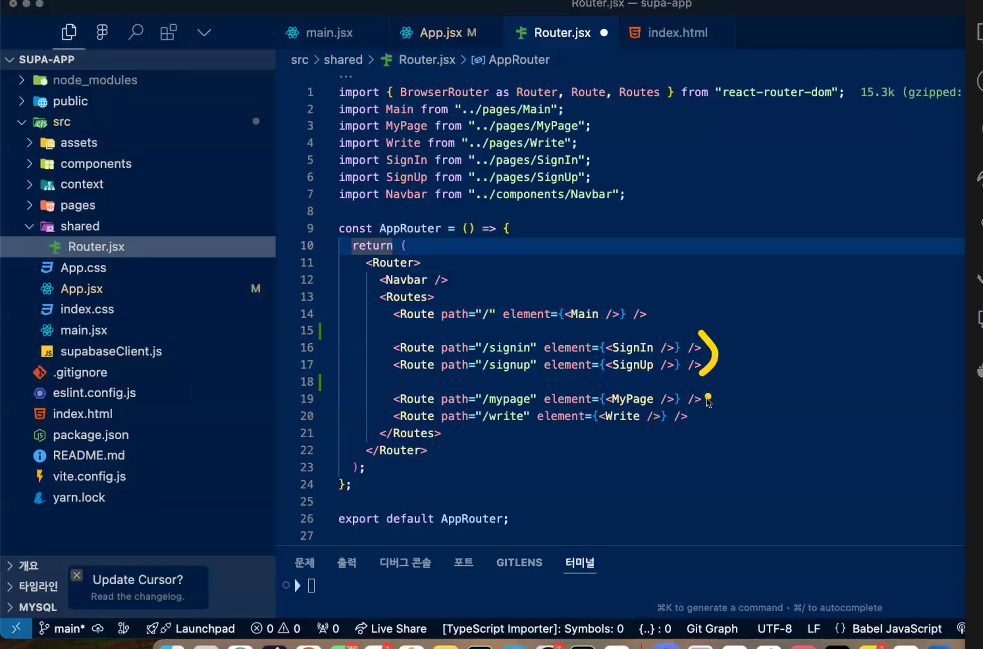 Router.jsx — supa-app
main.jsx
App.jsx M
Router.jsx
index.html
SUPA-APP
node_modules
public
src
assets
components
context
pages
shared
Router.jsx
App.css
App.jsx M
index.css
main.jsx
supabaseClient.js
.gitignore
eslint.config.js
index.html
package.json
README.md
vite.config.js
yarn.lock
개요
타임라인
MYSQL
Update Cursor?
Read the changelog.
src > shared > Router.jsx > AppRouter
...
1 import { BrowserRouter as Router, Route, Routes } from "react-router-dom"; 15.3k (gzipped:
2 import Main from "../pages/Main";
3 import MyPage from "../pages/MyPage";
4 import Write from "../pages/Write";
5 import SignIn from "../pages/SignIn";
6 import SignUp from "../pages/SignUp";
7 import Navbar from "../components/Navbar";
8
9 const AppRouter = () => {
10 return (
11 <Router>
12 <Navbar />
13 <Routes>
14 <Route path="/" element={<Main />} />
15
16 <Route path="/signin" element={<SignIn />} />
17 <Route path="/signup" element={<SignUp />} />
18
19 <Route path="/mypage" element={<MyPage />} />
20 <Route path="/write" element={<Write />} />
21 </Routes>
22 </Router>
23 );
24 };
25
26 export default AppRouter;
27
문제 출력 디버그 콘솔 포트 GITLENS 터미널
⌘K to generate a command • ⌘/ to autocomplete
main* Launchpad 0 0 0 Live Share [TypeScript Importer]: Symbols: 0 {..} : 0 Git Graph UTF-8 LF {} Babel JavaScript